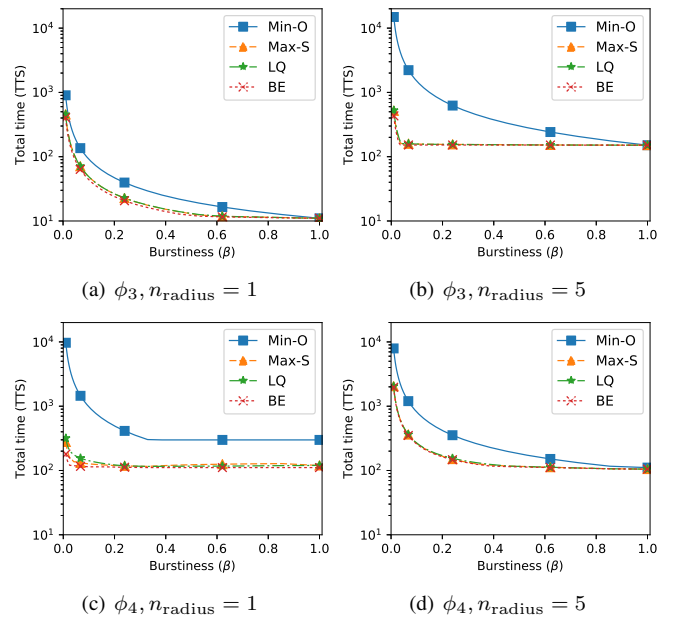 Total time (TTS)
10^4
10^3
10^2
10^1
Min-O
Max-S
LQ
BE
0.0 0.2 0.4 0.6 0.8 1.0
Burstiness (β)
(a) ϕ_3, n_radius = 1
Total time (TTS)
10^4
10^3
10^2
10^1
Min-O
Max-S
LQ
BE
0.0 0.2 0.4 0.6 0.8 1.0
Burstiness (β)
(b) ϕ_3, n_radius = 5
Total time (TTS)
10^4
10^3
10^2
10^1
Min-O
Max-S
LQ
BE
0.0 0.2 0.4 0.6 0.8 1.0
Burstiness (β)
(c) ϕ_4, n_radius = 1
Total time (TTS)
10^4
10^3
10^2
10^1
Min-O
Max-S
LQ
BE
0.0 0.2 0.4 0.6 0.8 1.0
Burstiness (β)
(d) ϕ_4, n_radius = 5